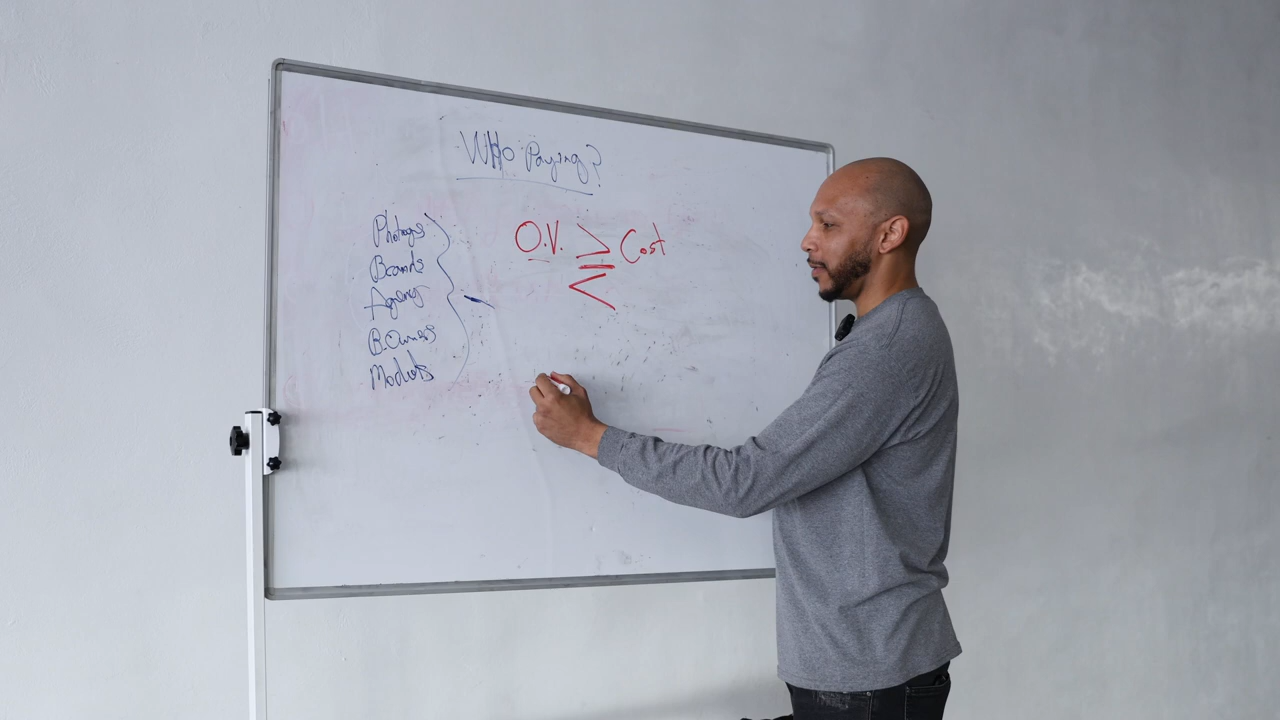 WHo Paying?
Photogs
Brands
Agency
B.Owners
Models
O.V. ≥ Cost
<